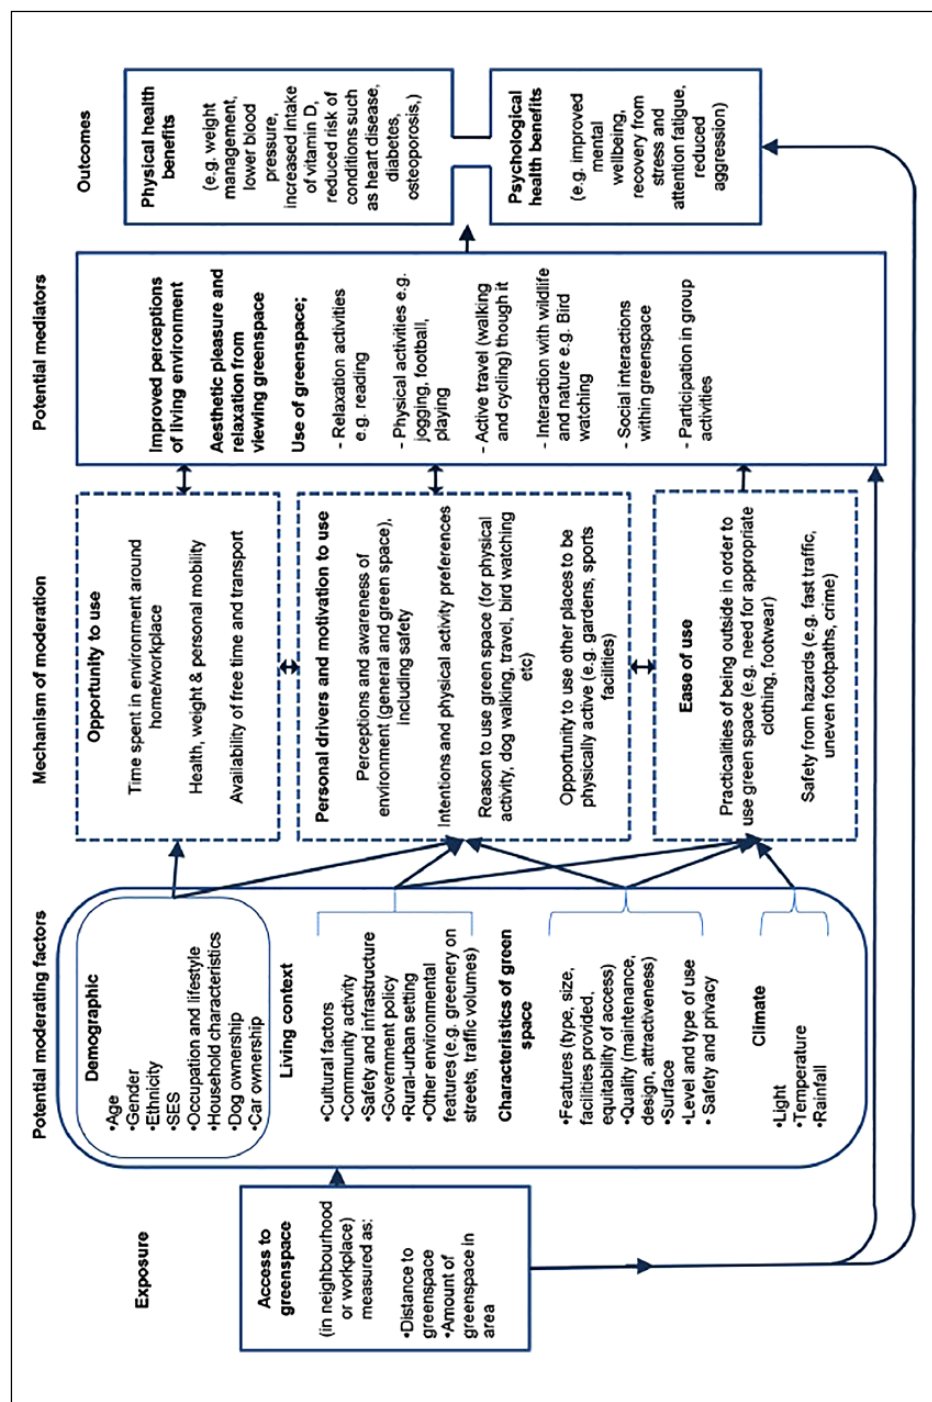 Exposure
Access to
greenspace
(in neighbourhood
or workplace)
measured as:
•Distance to
greenspace
•Amount of
greenspace in
area
Potential moderating factors
Demographic
•Age
•Gender
•Ethnicity
•SES
•Occupation and lifestyle
•Household characteristics
•Dog ownership
•Car ownership
Living context
•Cultural factors
•Community activity
•Safety and infrastructure
•Government policy
•Rural-urban setting
•Other environmental
features (e.g. greenery on
streets, traffic volumes)
Characteristics of green
space
•Features (type, size,
facilities provided,
equitability of access)
•Quality (maintenance,
design, attractiveness)
•Surface
•Level and type of use
• Safety and privacy
Climate
•Light
•Temperature
•Rainfall
Mechanism of moderation
Opportunity to use
Time spent in environment around
home/workplace
Health, weight & personal mobility
Availability of free time and transport
Personal drivers and motivation to use
Perceptions and awareness of
environment (general and green space),
including safety
Intentions and physical activity preferences
Reason to use green space (for physical
activity, dog walking, travel, bird watching
etc)
Opportunity to use other places to be
physically active (e.g. gardens, sports
facilities)
Ease of use
Practicalities of being outside in order to
use green space (e.g. need for appropriate
clothing, footwear)
Safety from hazards (e.g. fast traffic,
uneven footpaths, crime)
Potential mediators
Improved perceptions
of living environment
Aesthetic pleasure and
relaxation from
viewing greenspace
Use of greenspace;
- Relaxation activities
e.g. reading
- Physical activities e.g.
jogging, football,
playing
- Active travel (walking
and cycling) though it
- Interaction with wildlife
and nature e.g. Bird
watching
- Social interactions
within greenspace
- Participation in group
activities
Outcomes
Physical health
benefits
(e.g. weight
management,
lower blood
pressure,
increased intake
of vitamin D,
reduced risk of
conditions such
as heart disease,
diabetes,
osteoporosis,)
Psychological
health benefits
(e.g. improved
mental
wellbeing,
recovery from
stress and
attention fatigue,
reduced
aggression)